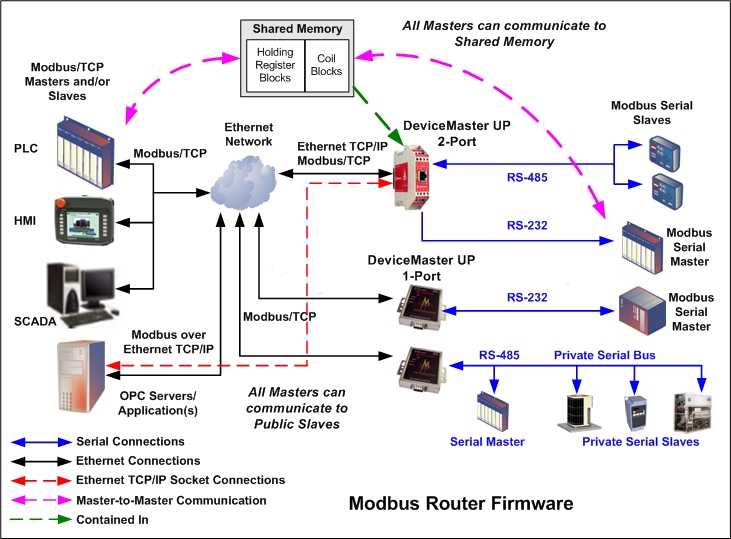 Shared Memory
Holding
Register
Blocks
Coil
Blocks
All Masters can communicate to
Shared Memory
Modbus/TCP
Masters and/or
Slaves
PLC
Modbus/TCP
HMI
SCADA
Ethernet
Network
Ethernet TCP/IP
Modbus/TCP
DeviceMaster UP
2-Port
Modbus Serial
Slaves
RS-485
RS-232
Modbus
Serial
Master
DeviceMaster UP
1-Port
Modbus/TCP
RS-232
Modbus
Serial
Master
Modbus over
Ethernet TCP/IP
OPC Servers/
Application(s)
All Masters can
communicate to
Public Slaves
RS-485
Private Serial Bus
Serial Master
Private Serial Slaves
Serial Connections
Ethernet Connections
Ethernet TCP/IP Socket Connections
Master-to-Master Communication
Contained In
Modbus Router Firmware